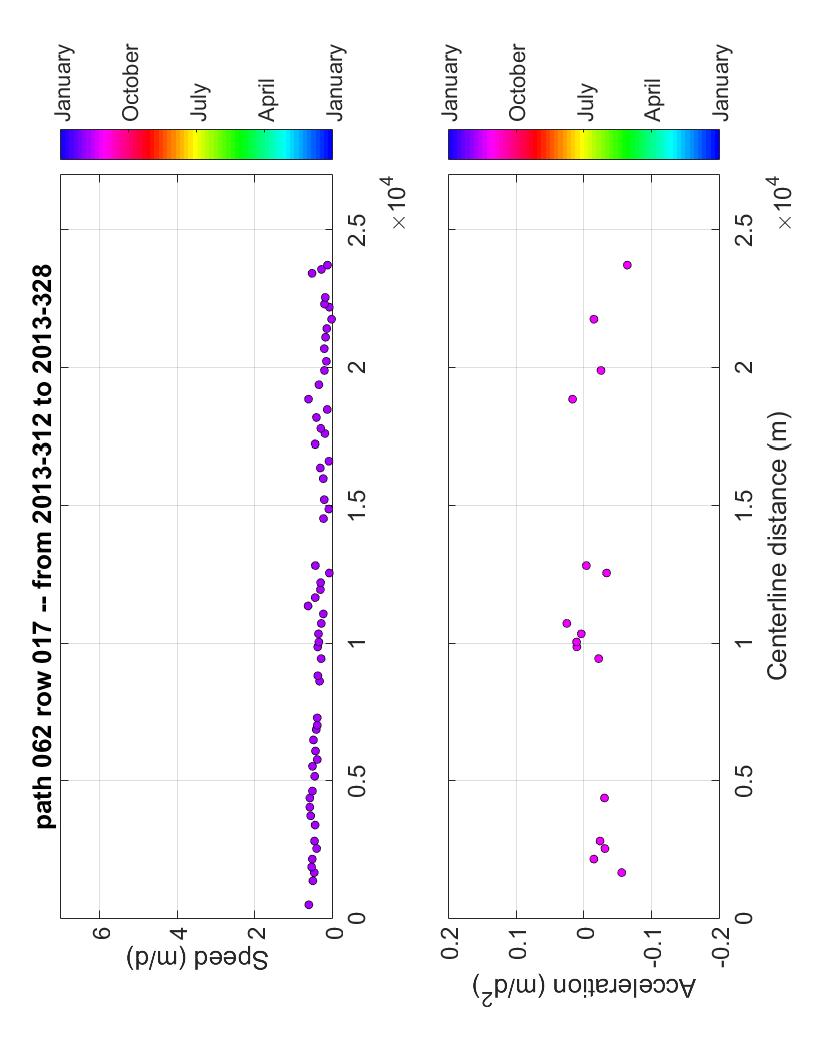 path 062 row 017 -- from 2013-312 to 2013-328
Speed (m/d)
6
4
2
0
0
0.5
1
1.5
2
2.5
×10^4
January
October
July
April
January
Acceleration (m/d^2)
0.2
0.1
0
-0.1
-0.2
0
0.5
1
1.5
2
2.5
×10^4
Centerline distance (m)
January
October
July
April
January